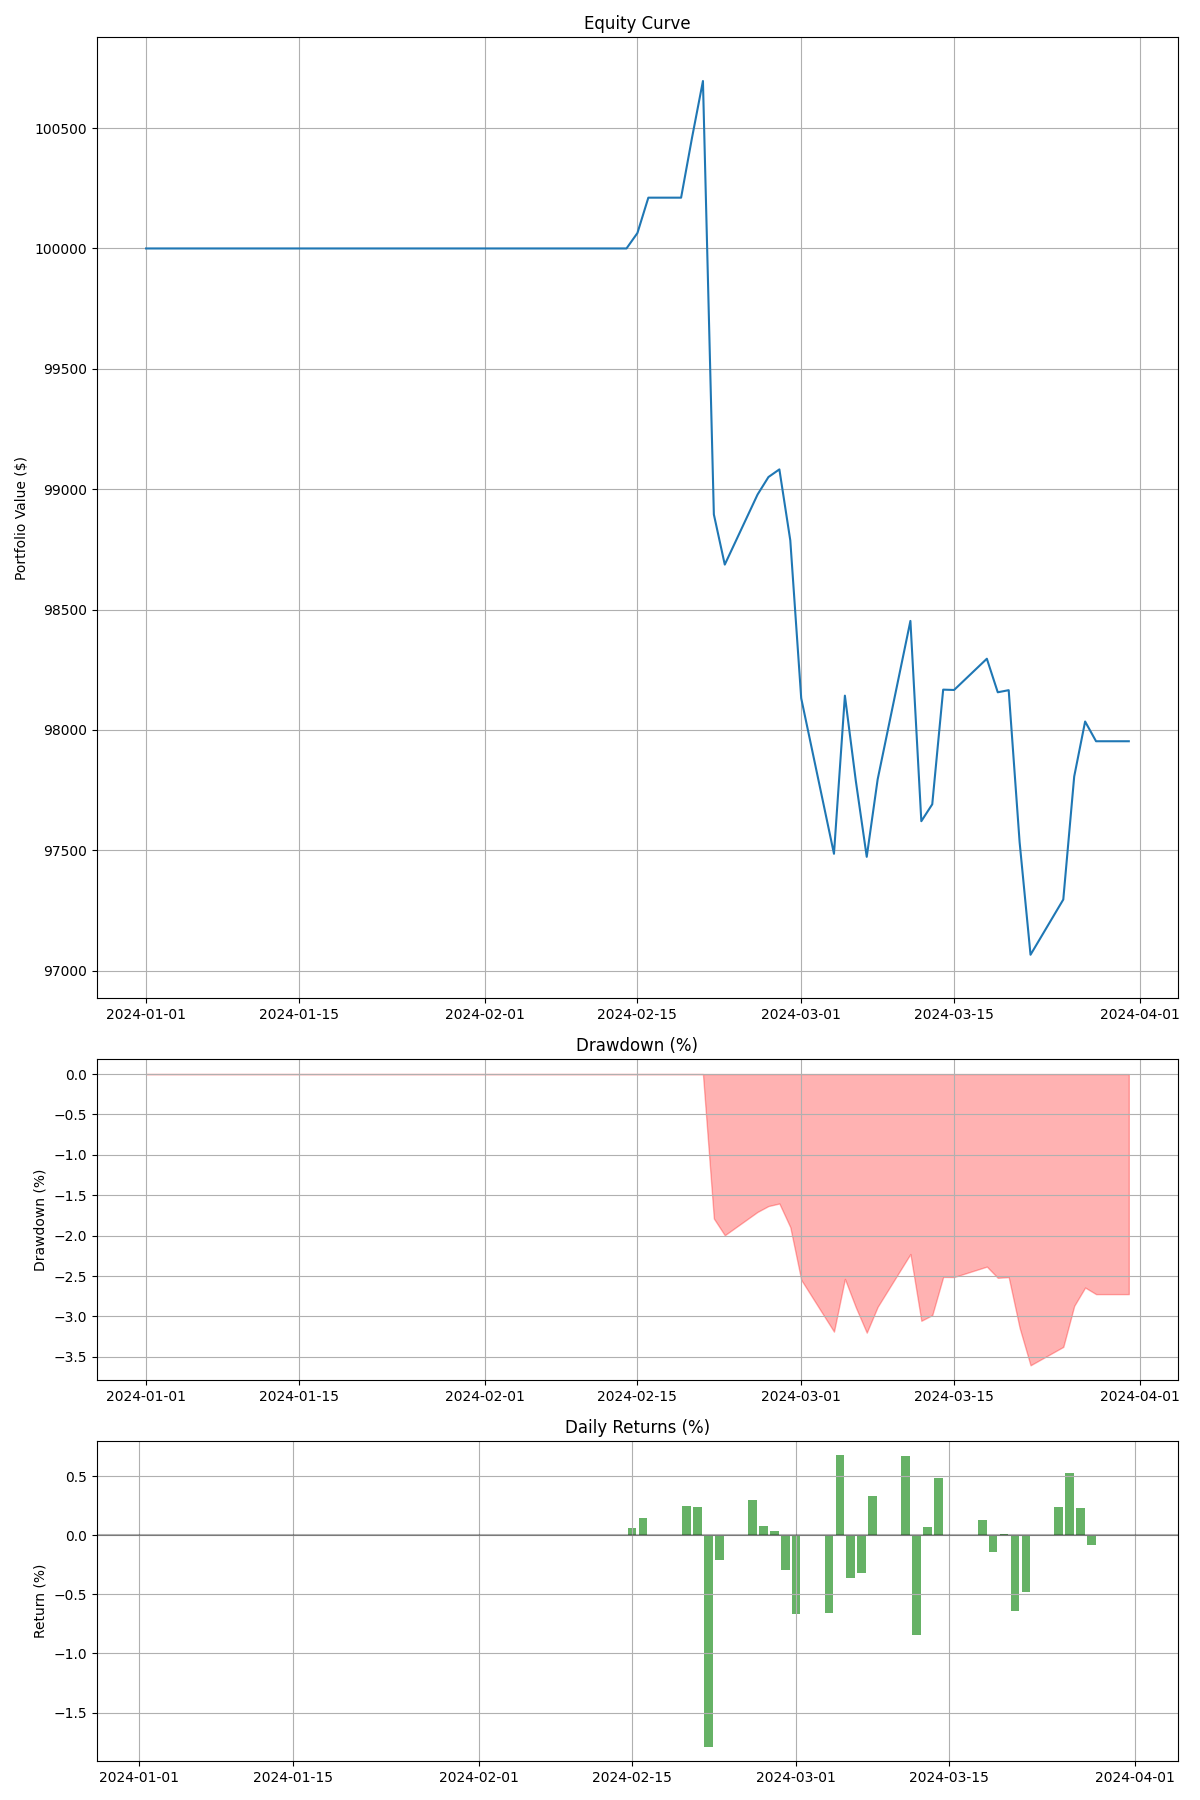 Equity Curve
Portfolio Value ($)
100500
100000
99500
99000
98500
98000
97500
97000
2024-01-01 2024-01-15 2024-02-01 2024-02-15 2024-03-01 2024-03-15 2024-04-01
Drawdown (%)
Drawdown (%)
0.0
−0.5
−1.0
−1.5
−2.0
−2.5
−3.0
−3.5
2024-01-01 2024-01-15 2024-02-01 2024-02-15 2024-03-01 2024-03-15 2024-04-01
Daily Returns (%)
Return (%)
0.5
0.0
−0.5
−1.0
−1.5
2024-01-01 2024-01-15 2024-02-01 2024-02-15 2024-03-01 2024-03-15 2024-04-01